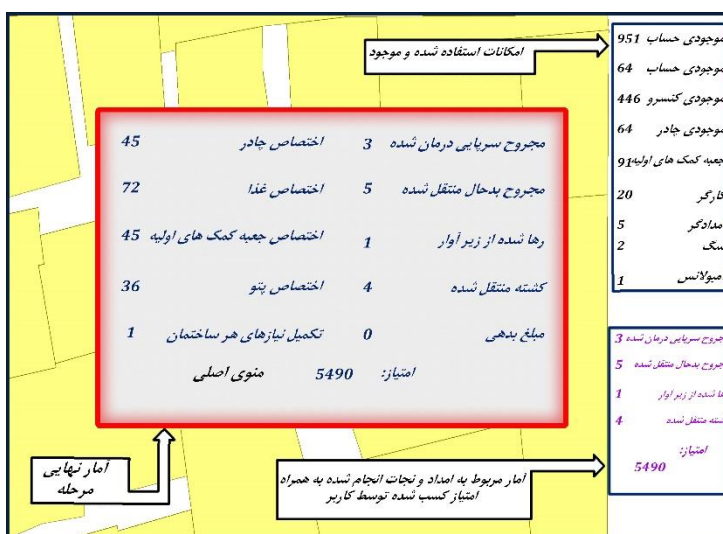 امکانات استفاده شده و موجود
موجودی حساب 951
موجودی حساب 64
موجودی کنسرو 446
موجودی چادر 64
جعبه کمک های اولیه 91
کارگر 20
امدادگر 5
سگ 2
آمبولانس 1
مجروح سرپایی درمان شده 3 اختصاص چادر 45
مجروح بدحال منتقل شده 5 اختصاص غذا 72
رها شده از زیر آوار 1 اختصاص جعبه کمک های اولیه 45
کشته منتقل شده 4 اختصاص پتو 36
مبلغ بدهی 0 تکمیل نیازهای هر ساختمان 1
امتیاز: 5490 منوی اصلی
مجروح سرپایی درمان شده 3
مجروح بدحال منتقل شده 5
رها شده از زیر آوار 1
کشته منتقل شده 4
امتیاز:
5490
آمار مربوط به امداد و نجات انجام شده به همراه
امتیاز کسب شده توسط کاربر
آمار نهایی
مرحله